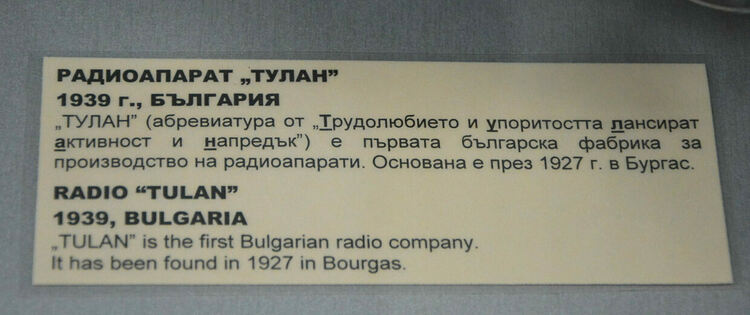 РАДИОАПАРАТ „ТУЛАН”
1939 г., БЪЛГАРИЯ
„ТУЛАН” (абревиатура от „Трудолюбието и упоритостта лансират
активност и напредък”) е първата българска фабрика за
производство на радиоапарати. Основана е през 1927 г. в Бургас.
RADIO “TULAN”
1939, BULGARIA
„TULAN” is the first Bulgarian radio company.
It has been found in 1927 in Bourgas.